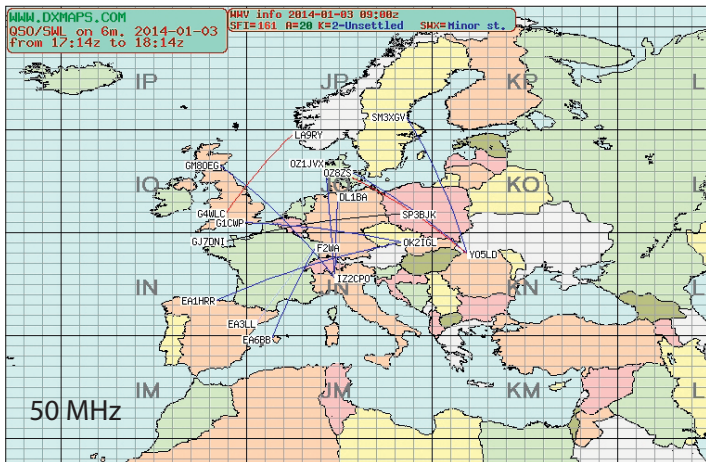 WWW.DXMAPS.COM
QSO/SWL on 6m. 2014-01-03
from 17:14z to 18:14z
WWV info 2014-01-03 09:00z
SFI=161 A=20 K=2-Unsettled SWX=Minor st.
IP
JP
KP
L
SM3XGV
LA9RY
GM8OEG
OZ1JVX
OZ8ZS
IO
JO
KO
L
DL1BA
G4WLC
SP3BJK
G1CWP
GJ7DNI
F2WA
OK2IGL
YO5LD
IZ2CPO
IN
JN
KN
L
EA1HRR
EA3LL
EA6BB
IM
JM
KM
L
50 MHz